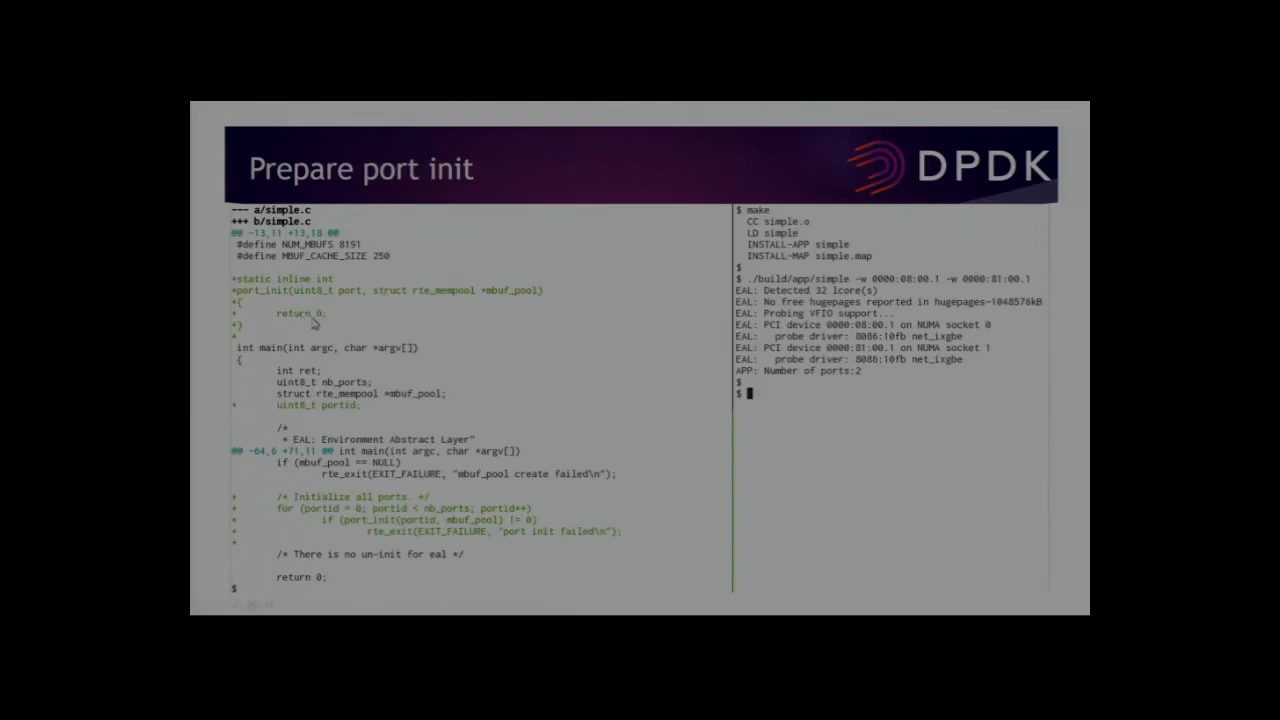 Prepare port init
DPDK
--- a/simple.c
+++ b/simple.c
@@ -13,11 +13,18 @@
#define NUM_MBUFS 8191
#define MBUF_CACHE_SIZE 250
+static inline int
+port_init(uint8_t port, struct rte_mempool *mbuf_pool)
+{
+ return 0;
+}
+
int main(int argc, char *argv[])
{
int ret;
uint8_t nb_ports;
struct rte_mempool *mbuf_pool;
+ uint8_t portid;
/*
* EAL: Environment Abstract Layer"
@@ -64,6 +71,11 @@ int main(int argc, char *argv[])
if (mbuf_pool == NULL)
rte_exit(EXIT_FAILURE, "mbuf_pool create failed\n");
+ /* Initialize all ports. */
+ for (portid = 0; portid < nb_ports; portid++)
+ if (port_init(portid, mbuf_pool) != 0)
+ rte_exit(EXIT_FAILURE, "port init failed\n");
+
/* There is no un-init for eal */
return 0;
$
$ make
CC simple.o
LD simple
INSTALL-APP simple
INSTALL-MAP simple.map
$
$ ./build/app/simple -w 0000:08:00.1 -w 0000:81:00.1
EAL: Detected 32 lcore(s)
EAL: No free hugepages reported in hugepages-1048576kB
EAL: Probing VFIO support...
EAL: PCI device 0000:08:00.1 on NUMA socket 0
EAL: probe driver: 8086:10fb net_ixgbe
EAL: PCI device 0000:81:00.1 on NUMA socket 1
EAL: probe driver: 8086:10fb net_ixgbe
APP: Number of ports:2
$
$